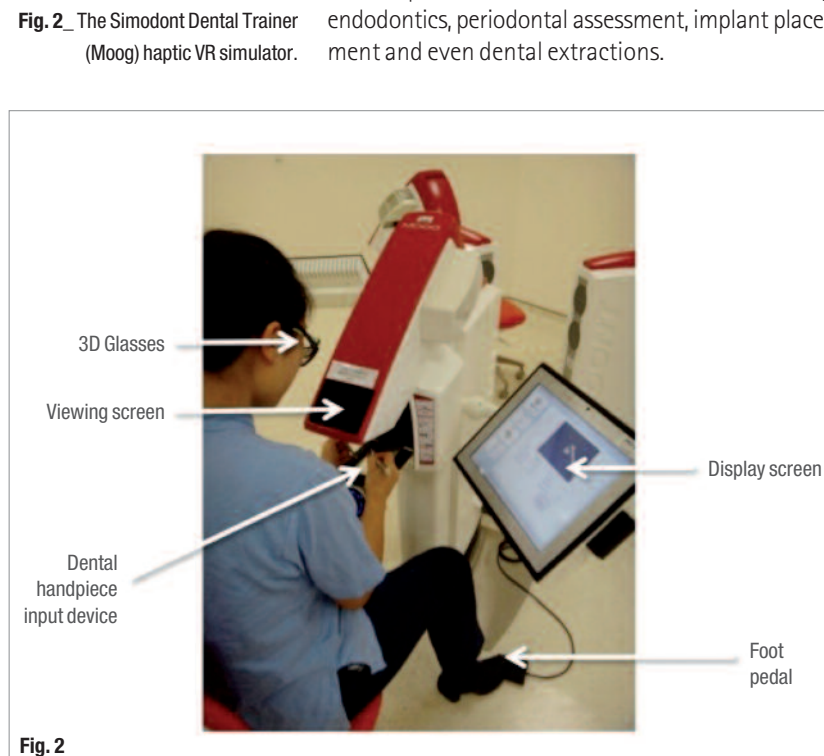 Fig. 2_ The Simodont Dental Trainer
(Moog) haptic VR simulator.
endodontics, periodontal assessment, implant place
ment and even dental extractions.
MOOG
3D Glasses
Viewing screen
Display screen
Dental
handpiece
input device
Foot
pedal
Fig. 2